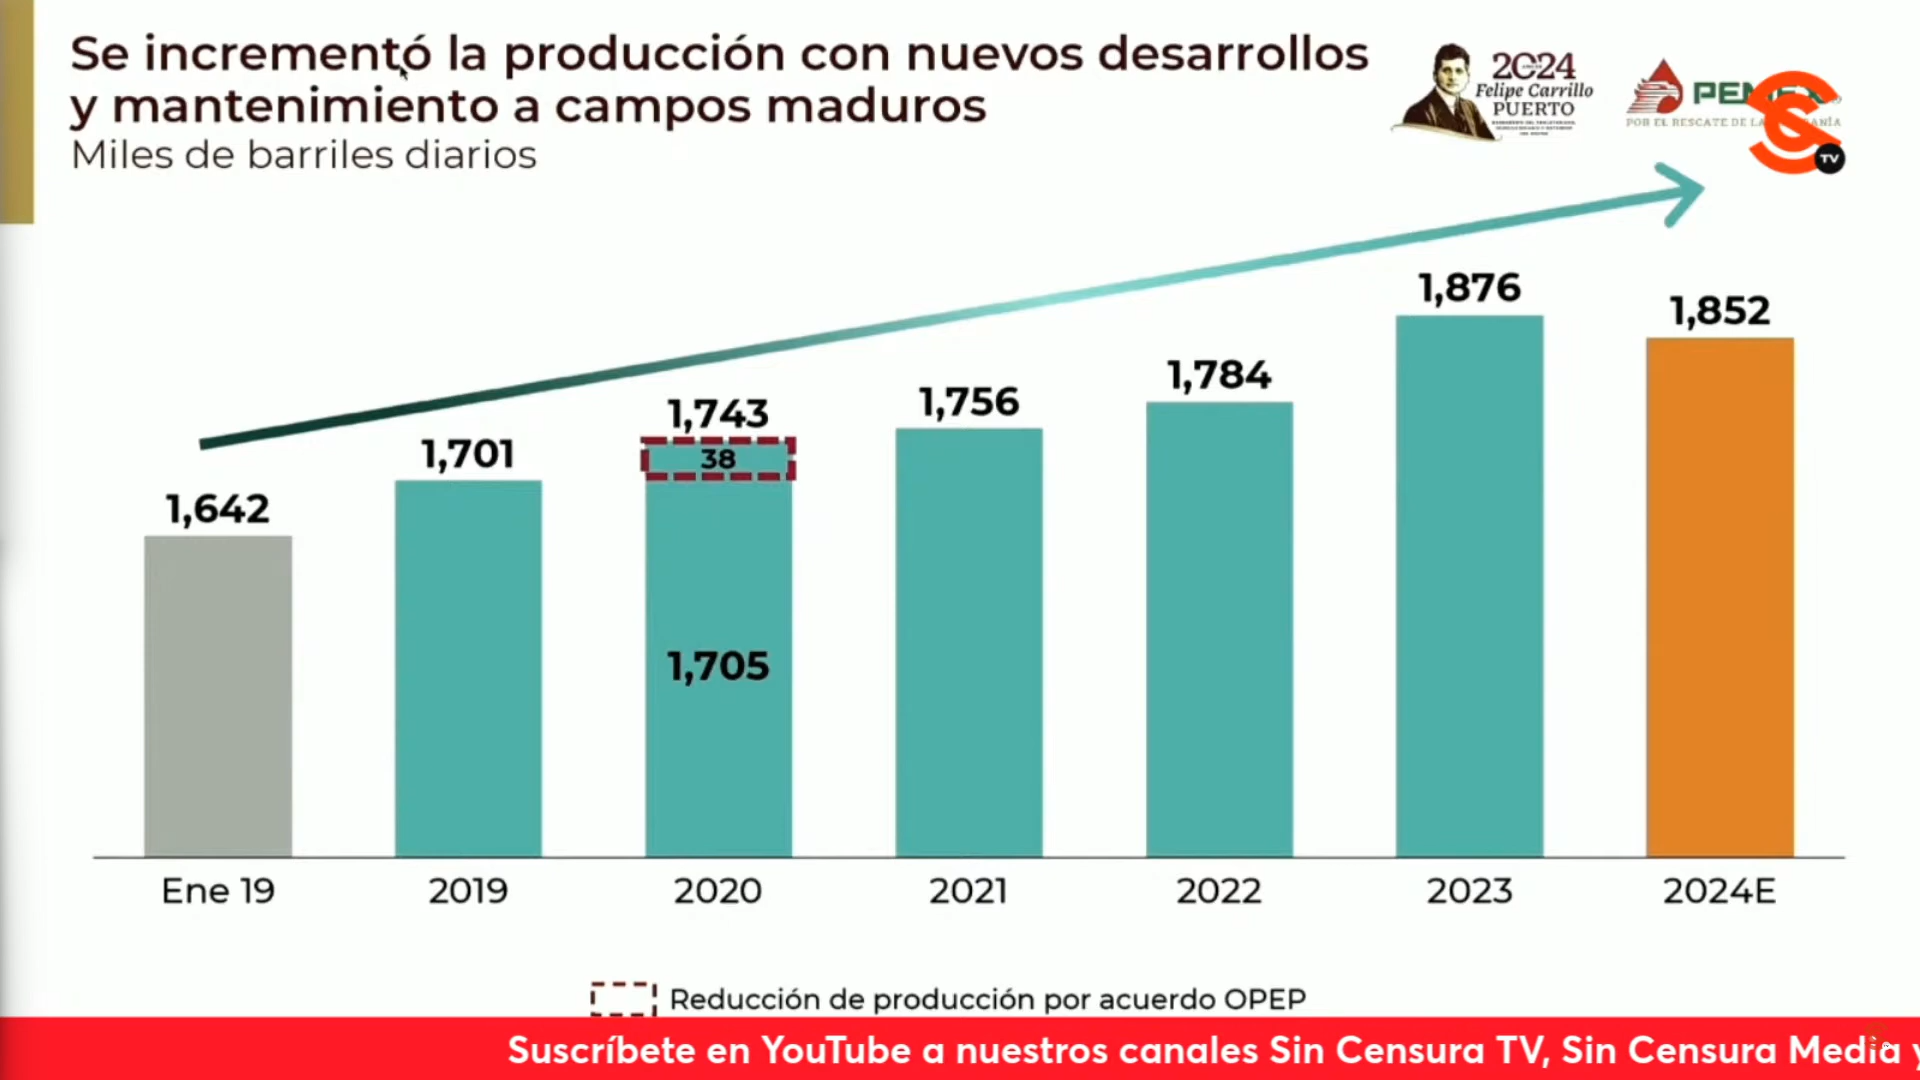 Se incrementó la producción con nuevos desarrollos
y mantenimiento a campos maduros
Miles de barriles diarios
2024
Felipe Carrillo
PUERTO
PEMEX
POR EL RESCATE DE LA
TV
1,642
1,701
1,743
38
1,705
1,756
1,784
1,876
1,852
Ene 19
2019
2020
2021
2022
2023
2024E
Reducción de producción por acuerdo OPEP
Suscríbete en YouTube a nuestros canales Sin Censura TV, Sin Censura Media y